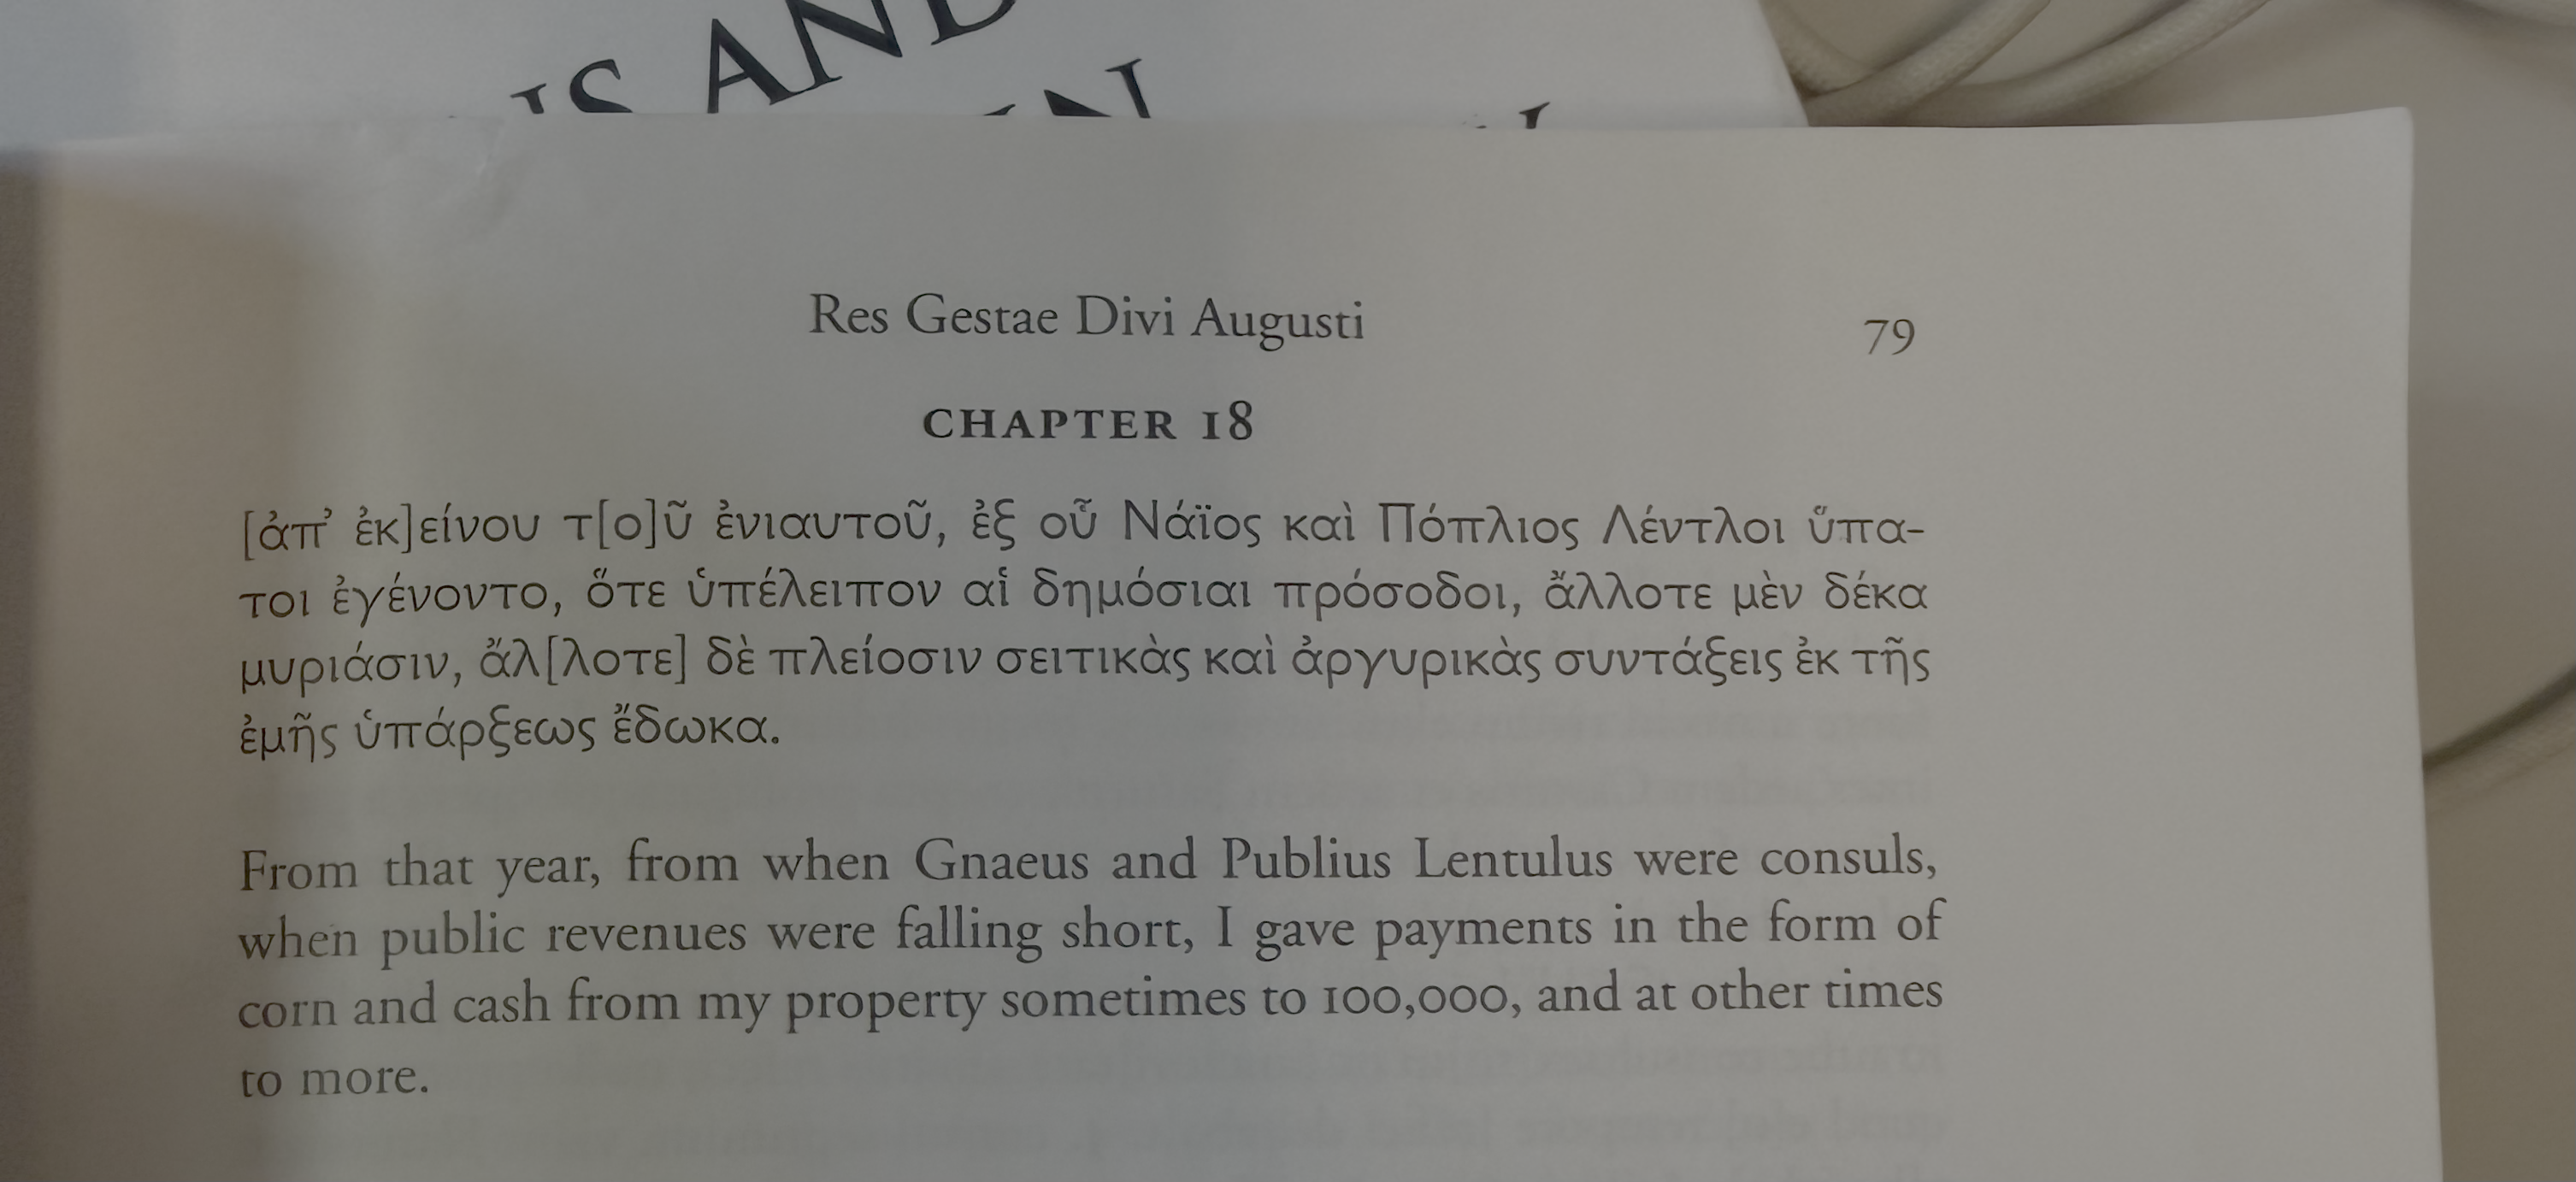 IS AND
Res Gestae Divi Augusti 79
CHAPTER 18
[ἀπ’ ἐκ]είνου τ[ο]ῦ ἐνιαυτοῦ, ἐξ οὗ Νάϊος καὶ Πόπλιος Λέντλοι ὕπα-
τοι ἐγένοντο, ὅτε ὑπέλειπον αἱ δημόσιαι πρόσοδοι, ἄλλοτε μὲν δέκα
μυριάσιν, ἄλ[λοτε] δὲ πλείοσιν σειτικὰς καὶ ἀργυρικὰς συντάξεις ἐκ τῆς
ἐμῆς ὑπάρξεως ἔδωκα.
From that year, from when Gnaeus and Publius Lentulus were consuls,
when public revenues were falling short, I gave payments in the form of
corn and cash from my property sometimes to 100,000, and at other times
to more.